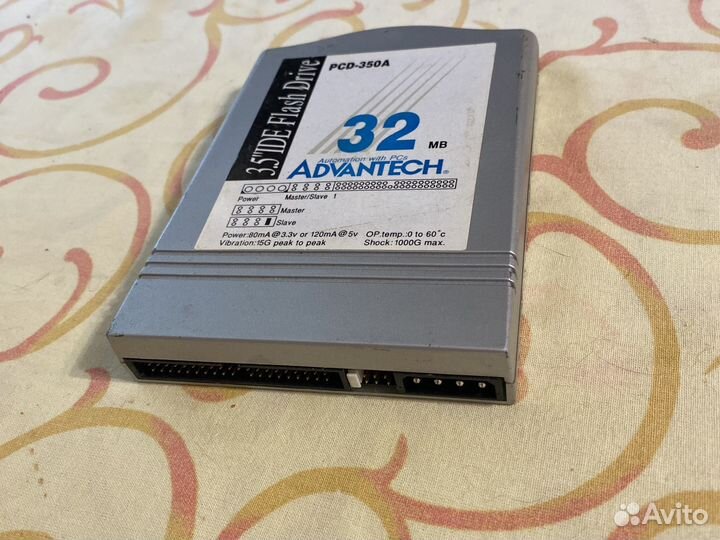 3.5"IDE Flash Drive
PCD-350A
32 MB
Automation with PCs
ADVANTECH®
Power Master/Slave 1
Master
Slave
Power:80mA@3.3v or 120mA@5v OP.temp.:0 to 60°c
Vibration:15G peak to peak Shock:1000G max.
Avito